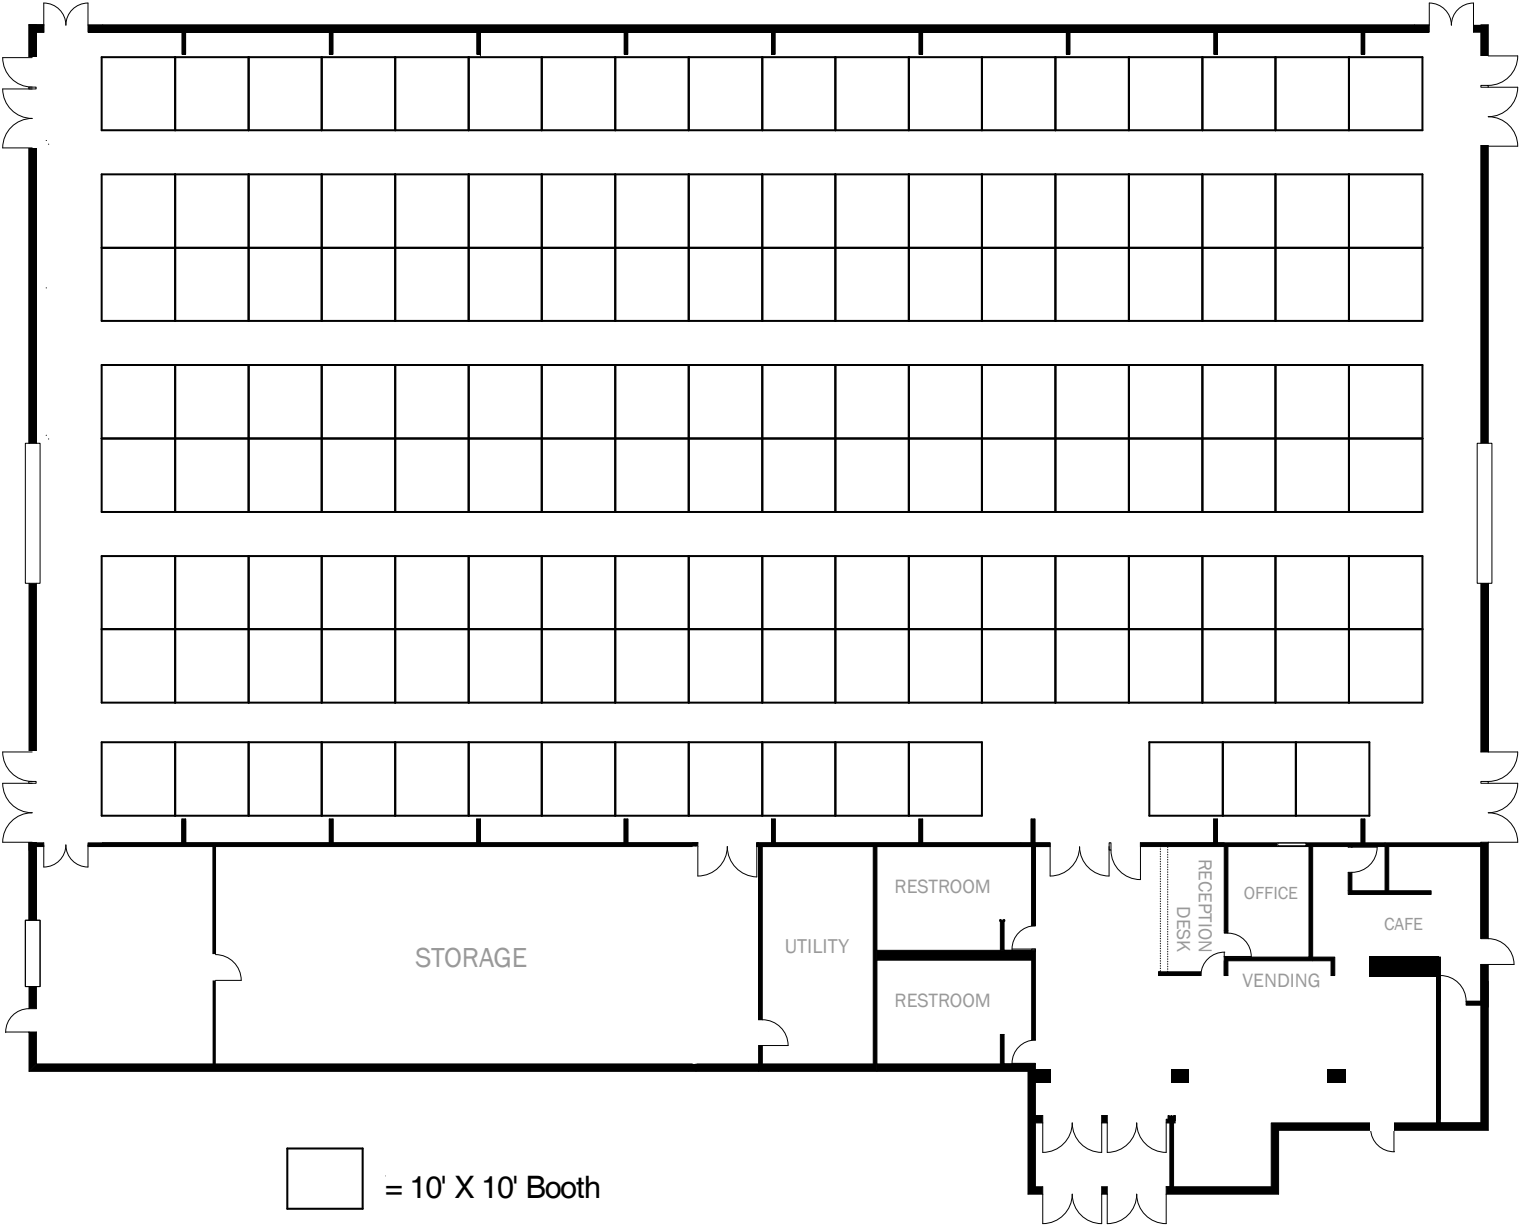 RESTROOM
RECEPTION
DESK
OFFICE
CAFE
STORAGE
UTILITY
VENDING
RESTROOM
= 10' X 10' Booth